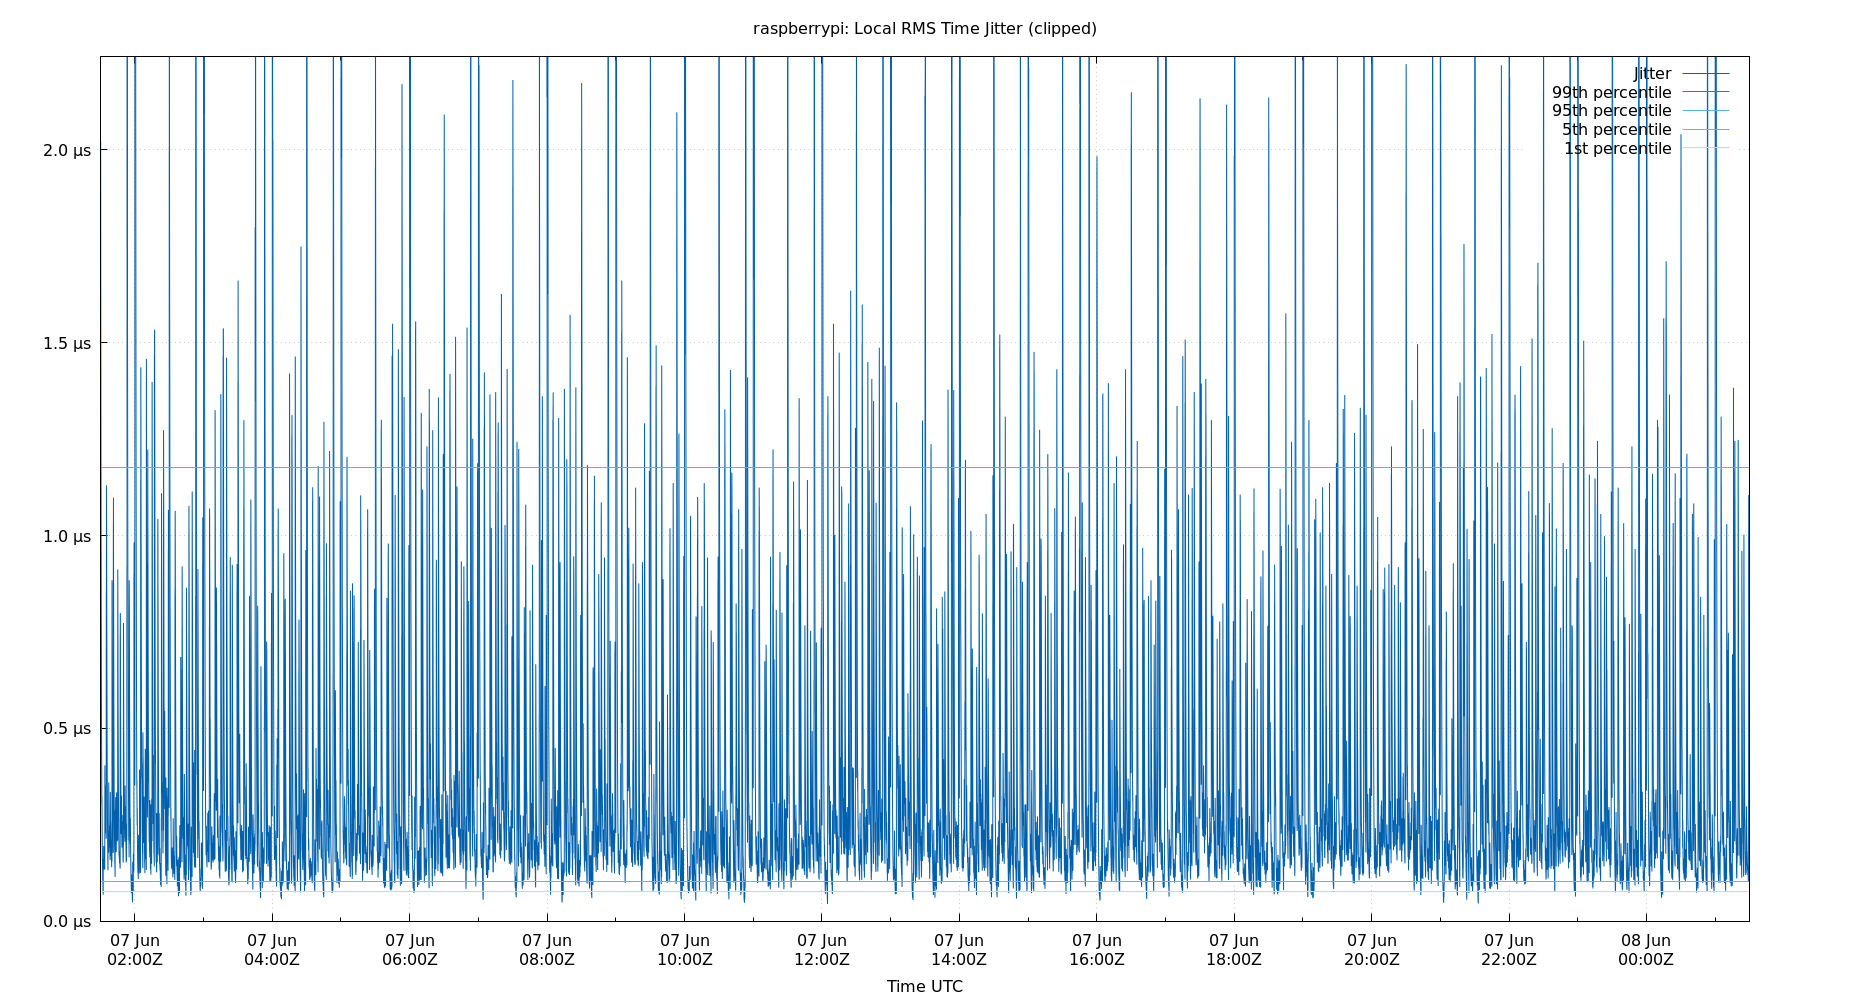 raspberrypi: Local RMS Time Jitter (clipped)
Jitter
99th percentile
95th percentile
5th percentile
1st percentile
2.0 µs
1.5 µs
1.0 µs
0.5 µs
0.0 µs
07 Jun 07 Jun 07 Jun 07 Jun 07 Jun 07 Jun 07 Jun 07 Jun 07 Jun 07 Jun 07 Jun 08 Jun
02:00Z 04:00Z 06:00Z 08:00Z 10:00Z 12:00Z 14:00Z 16:00Z 18:00Z 20:00Z 22:00Z 00:00Z
Time UTC